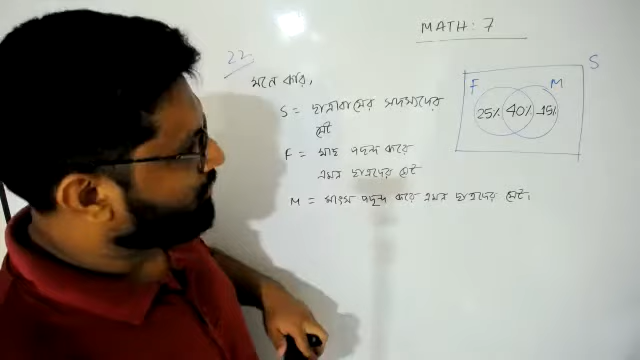 MATH : 7
22
মনে করি,
S = ছাত্রাবাসের সদস্যদের
সেট
F = মাছ পছন্দ করে
এমন ছাত্রদের সেট
M = মাংস পছন্দ করে এমন ছাত্রদের সেট।
S
F M
25% 40% 15%